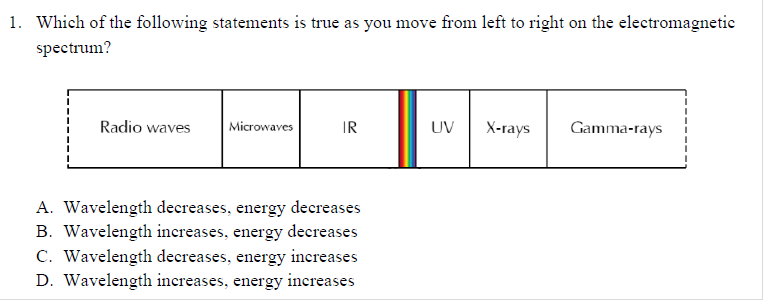 1. Which of the following statements is true as you move from left to right on the electromagnetic
spectrum?
Radio waves Microwaves IR UV X-rays Gamma-rays
A. Wavelength decreases, energy decreases
B. Wavelength increases, energy decreases
C. Wavelength decreases, energy increases
D. Wavelength increases, energy increases